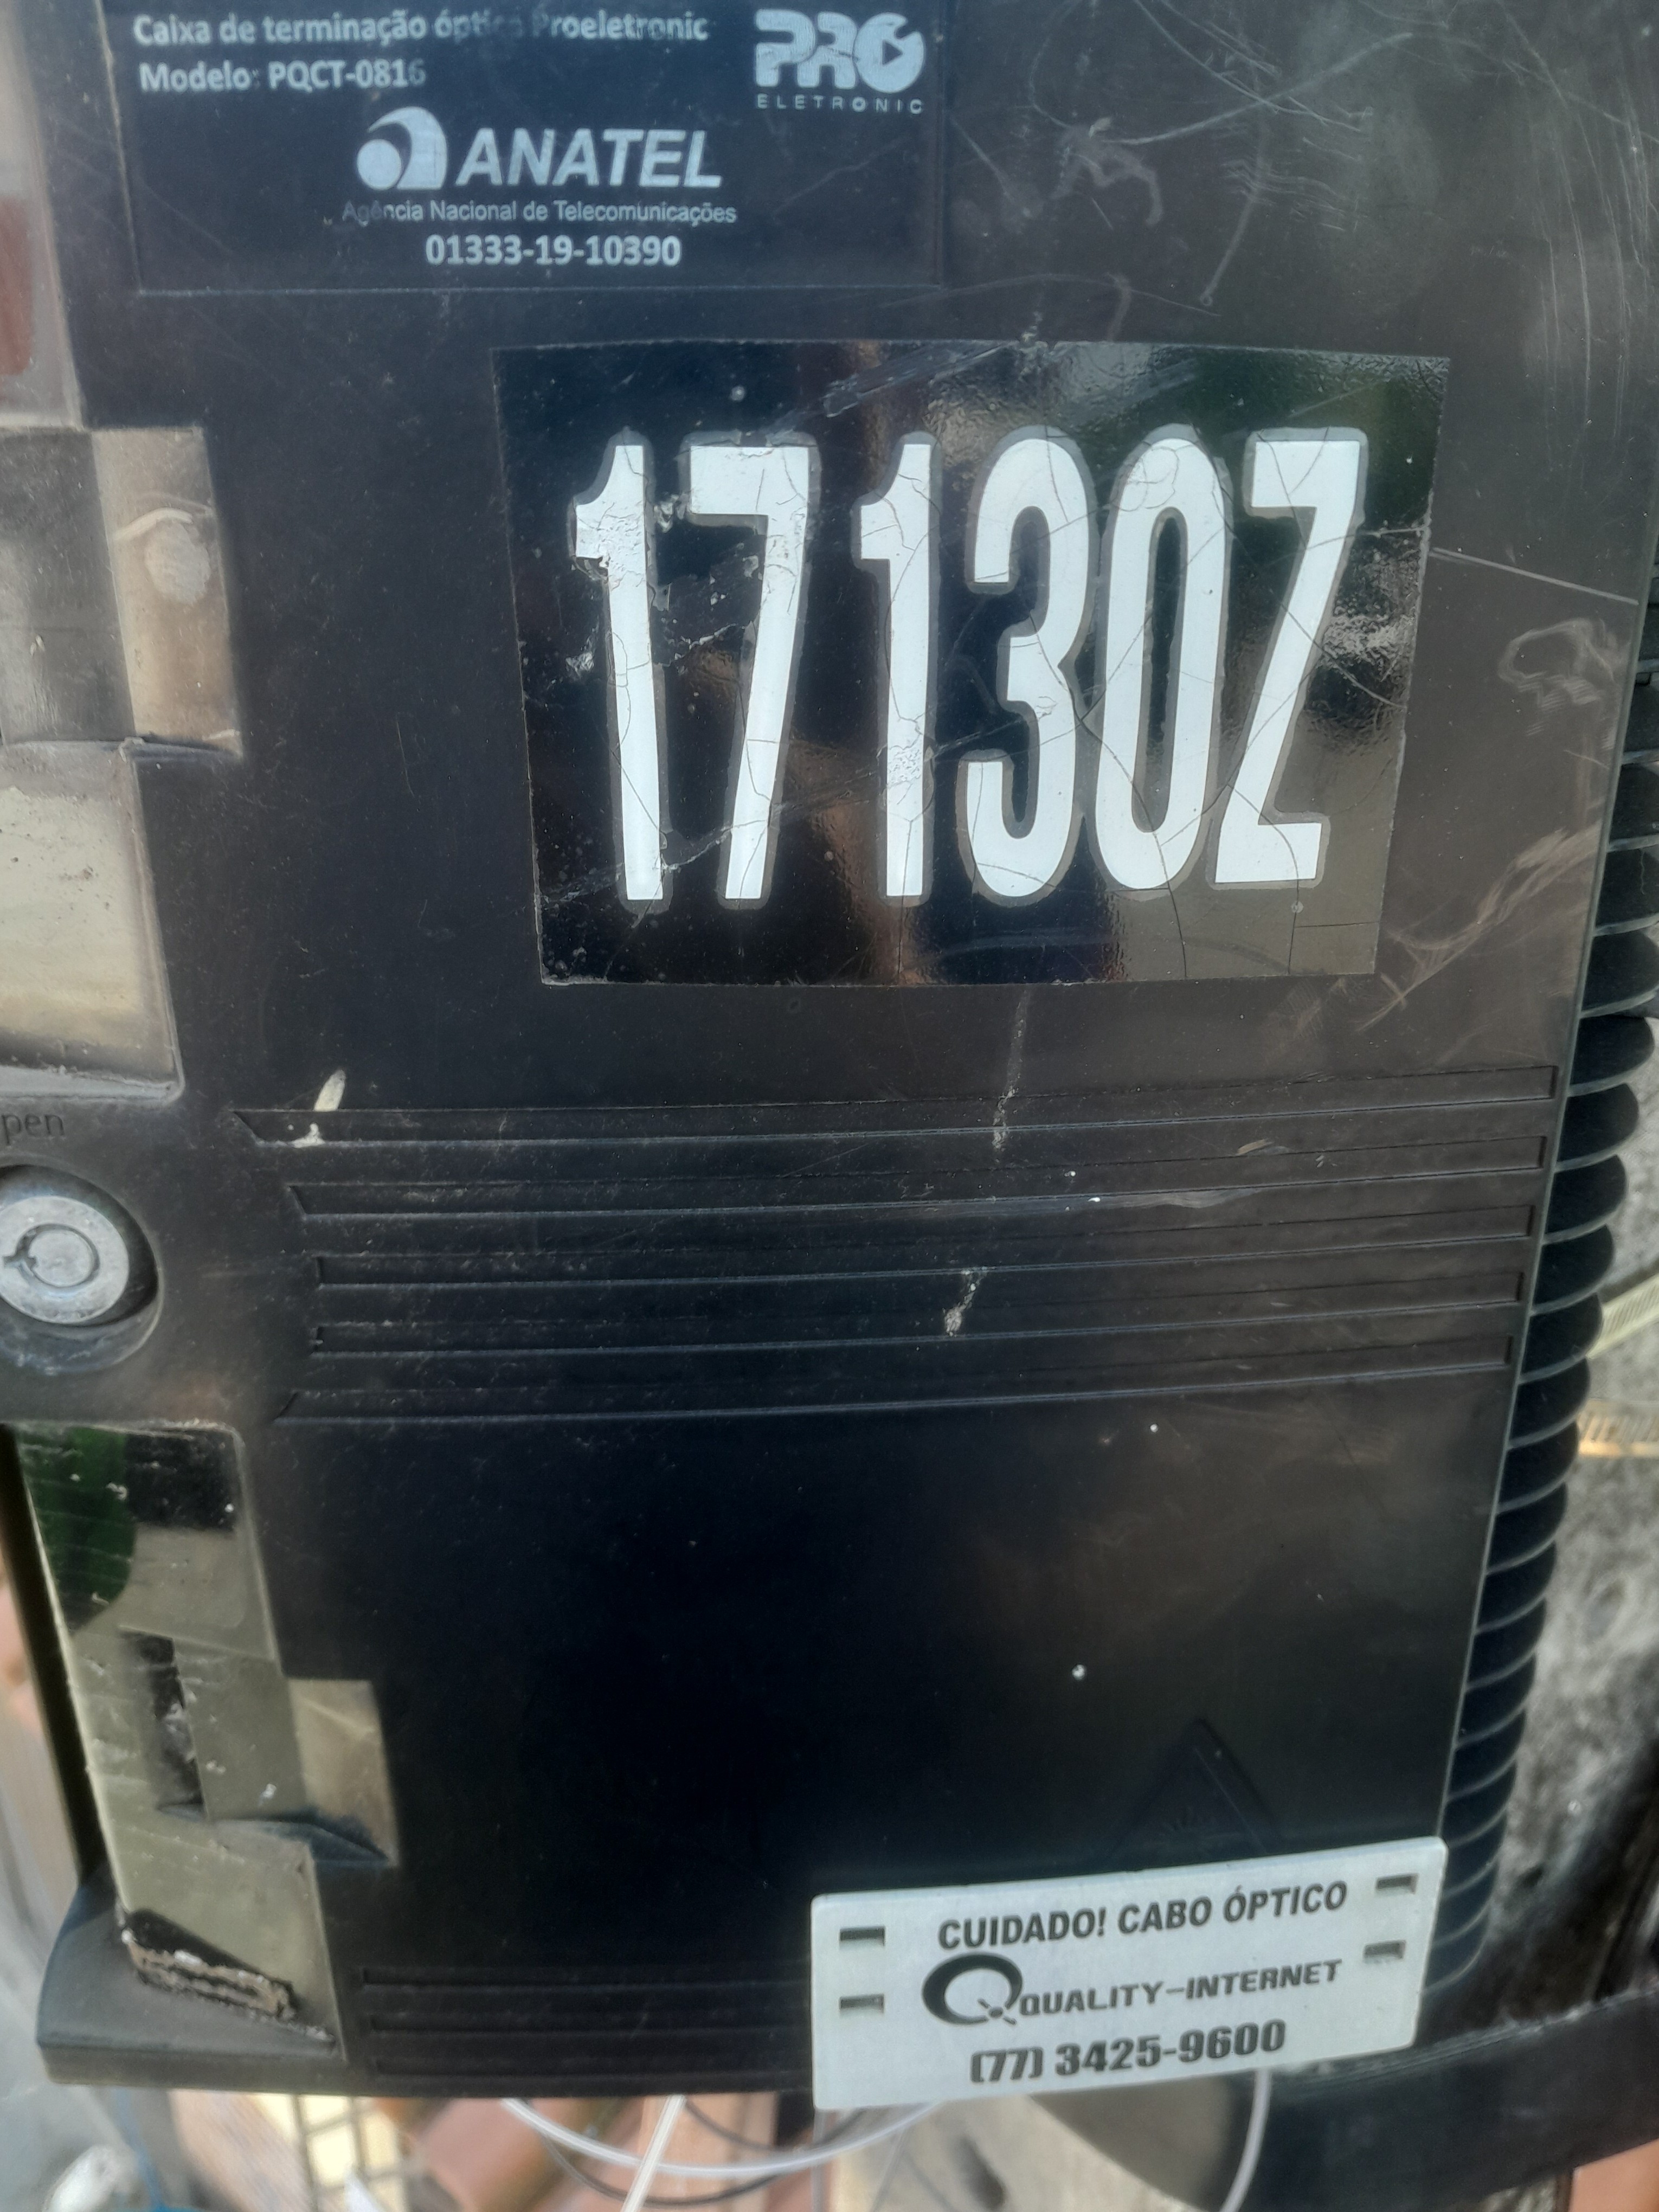 Caixa de terminação óptica Proeletronic
Modelo: PQCT-0816
PRO
ELETRONIC
ANATEL
Agência Nacional de Telecomunicações
01333-19-10390
17130Z
pen
CUIDADO! CABO ÓPTICO
QUALITY-INTERNET
(77) 3425-9600